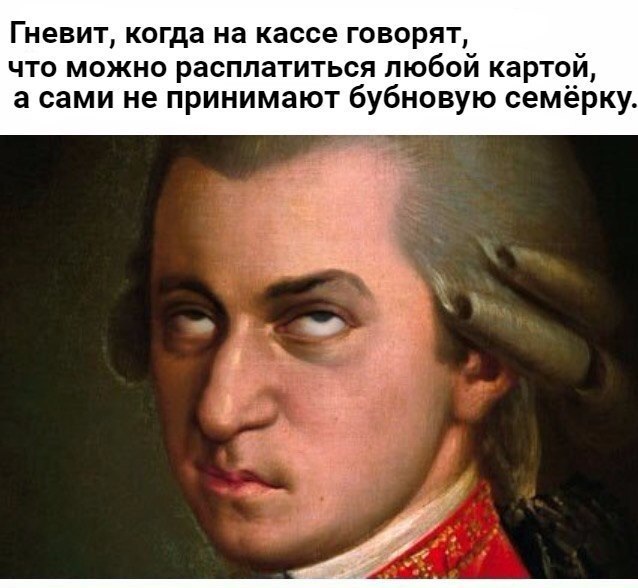 Гневит, когда на кассе говорят,
что можно расплатиться любой картой,
а сами не принимают бубновую семёрку.